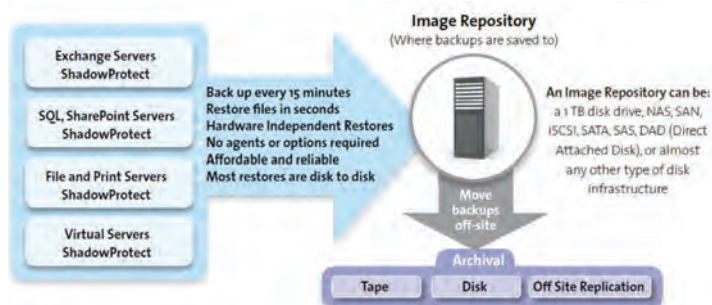 Exchange Servers
ShadowProtect
SQL, SharePoint Servers
ShadowProtect
File and Print Servers
ShadowProtect
Virtual Servers
ShadowProtect
Back up every 15 minutes
Restore files in seconds
Hardware Independent Restores
No agents or options required
Affordable and reliable
Most restores are disk to disk
Image Repository
(Where backups are saved to)
An Image Repository can be:
a 1 TB disk drive, NAS, SAN,
iSCSI, SATA, SAS, DAD (Direct
Attached Disk), or almost
any other type of disk
infrastructure
Move
backups
off-site
Archival
Tape
Disk
Off Site Replication